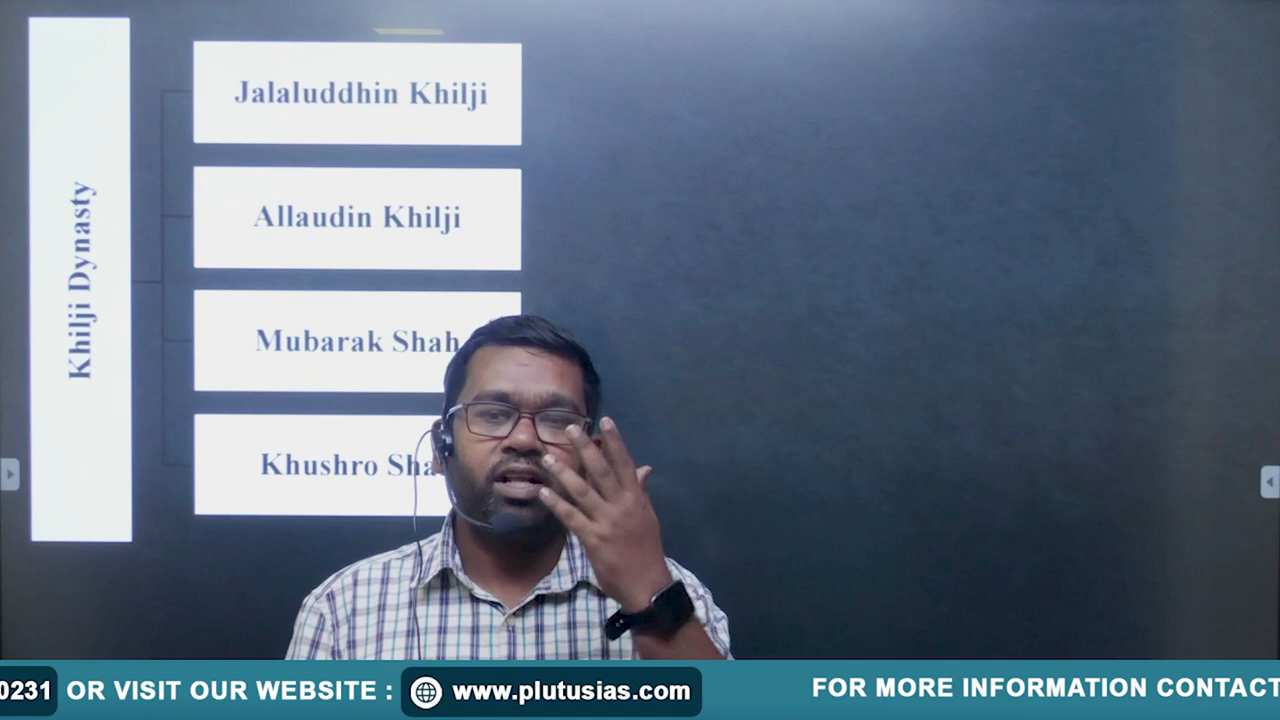 Khilji Dynasty
Jalaluddhin Khilji
Allaudin Khilji
Mubarak Shah
Khushro
0231 OR VISIT OUR WEBSITE : www.plutusias.com FOR MORE INFORMATION CONTACT